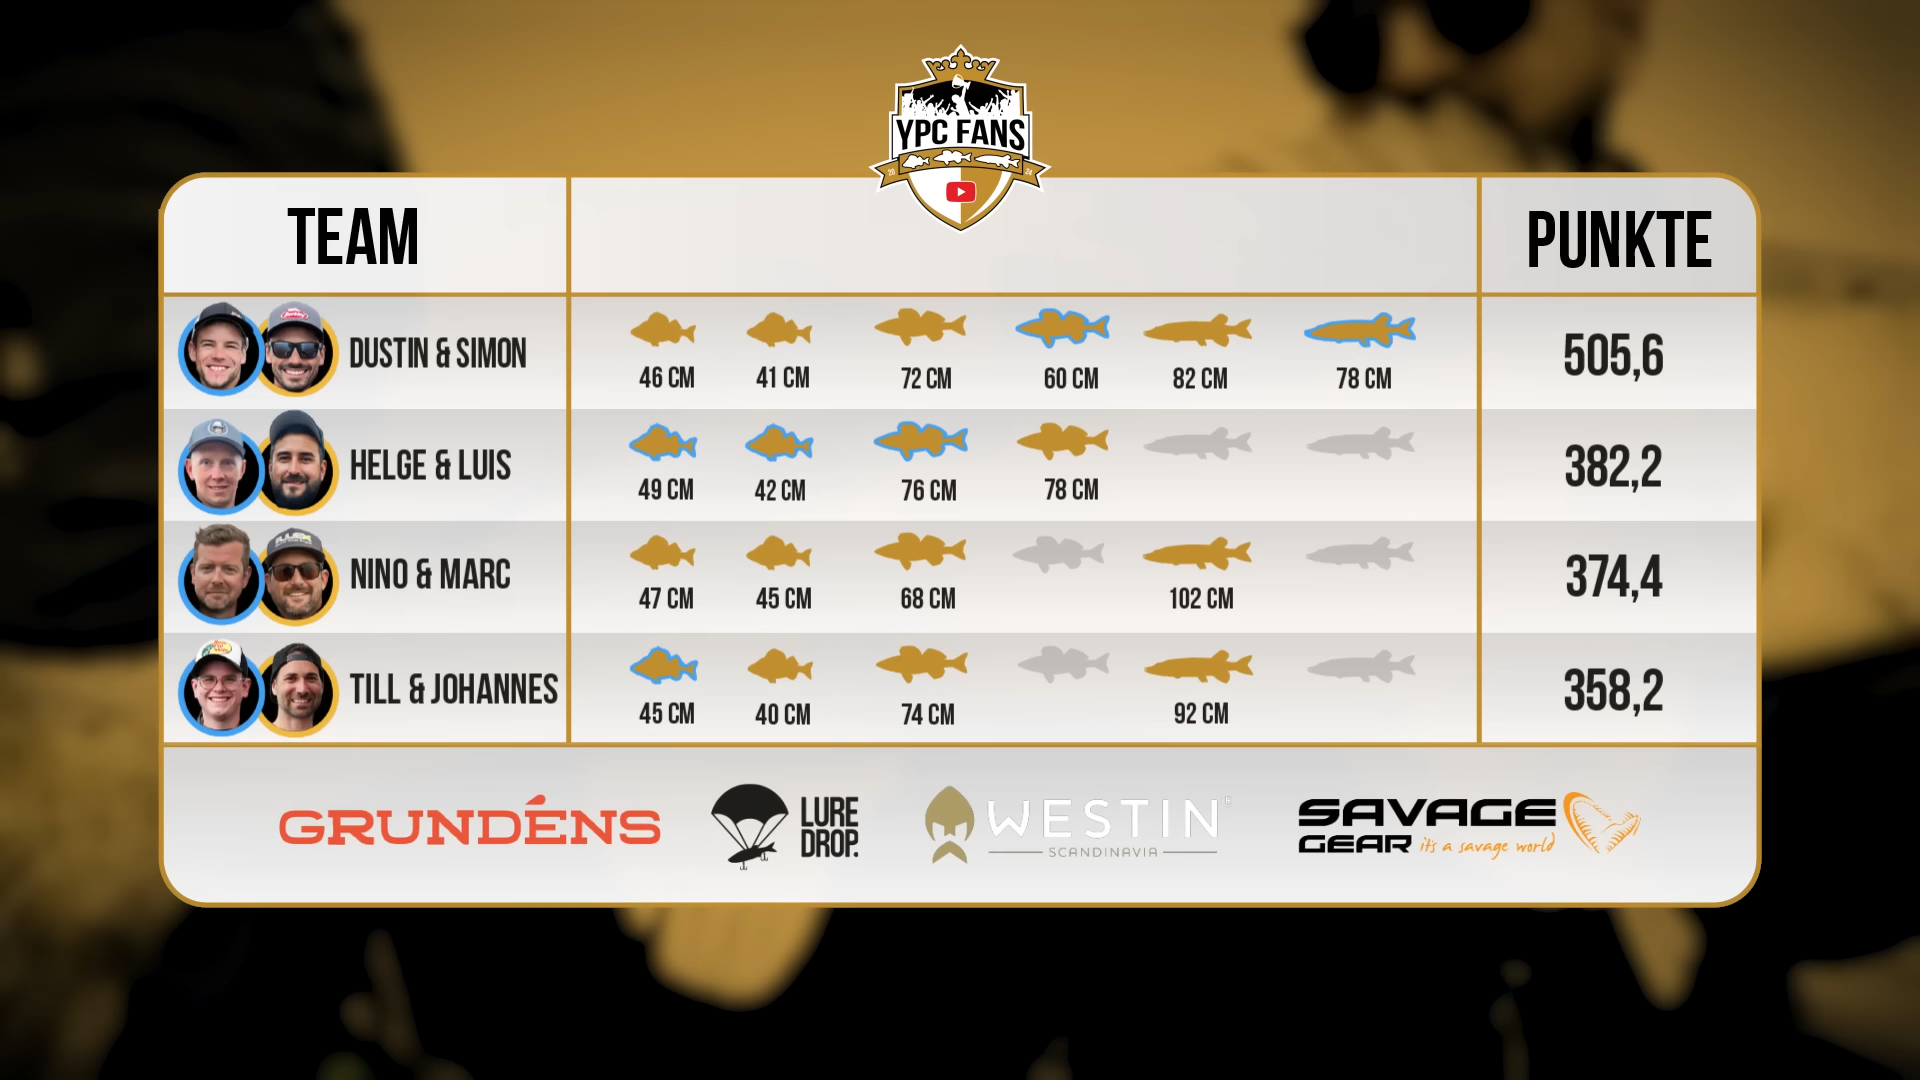 YPC FANS
20 24
TEAM PUNKTE
DUSTIN & SIMON 46 CM 41 CM 72 CM 60 CM 82 CM 78 CM 505,6
HELGE & LUIS 49 CM 42 CM 76 CM 78 CM 382,2
NINO & MARC 47 CM 45 CM 68 CM 102 CM 374,4
TILL & JOHANNES 45 CM 40 CM 74 CM 92 CM 358,2
GRUNDÉNS
LURE
DROP.
WESTIN®
SCANDINAVIA
SAVAGE
GEAR it's a savage world